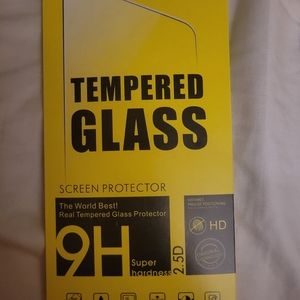 TEMPERED
GLASS
SCREEN PROTECTOR
The World Best!
Real Tempered Glass Protector
9H
Super
hardness
2.5D
HD